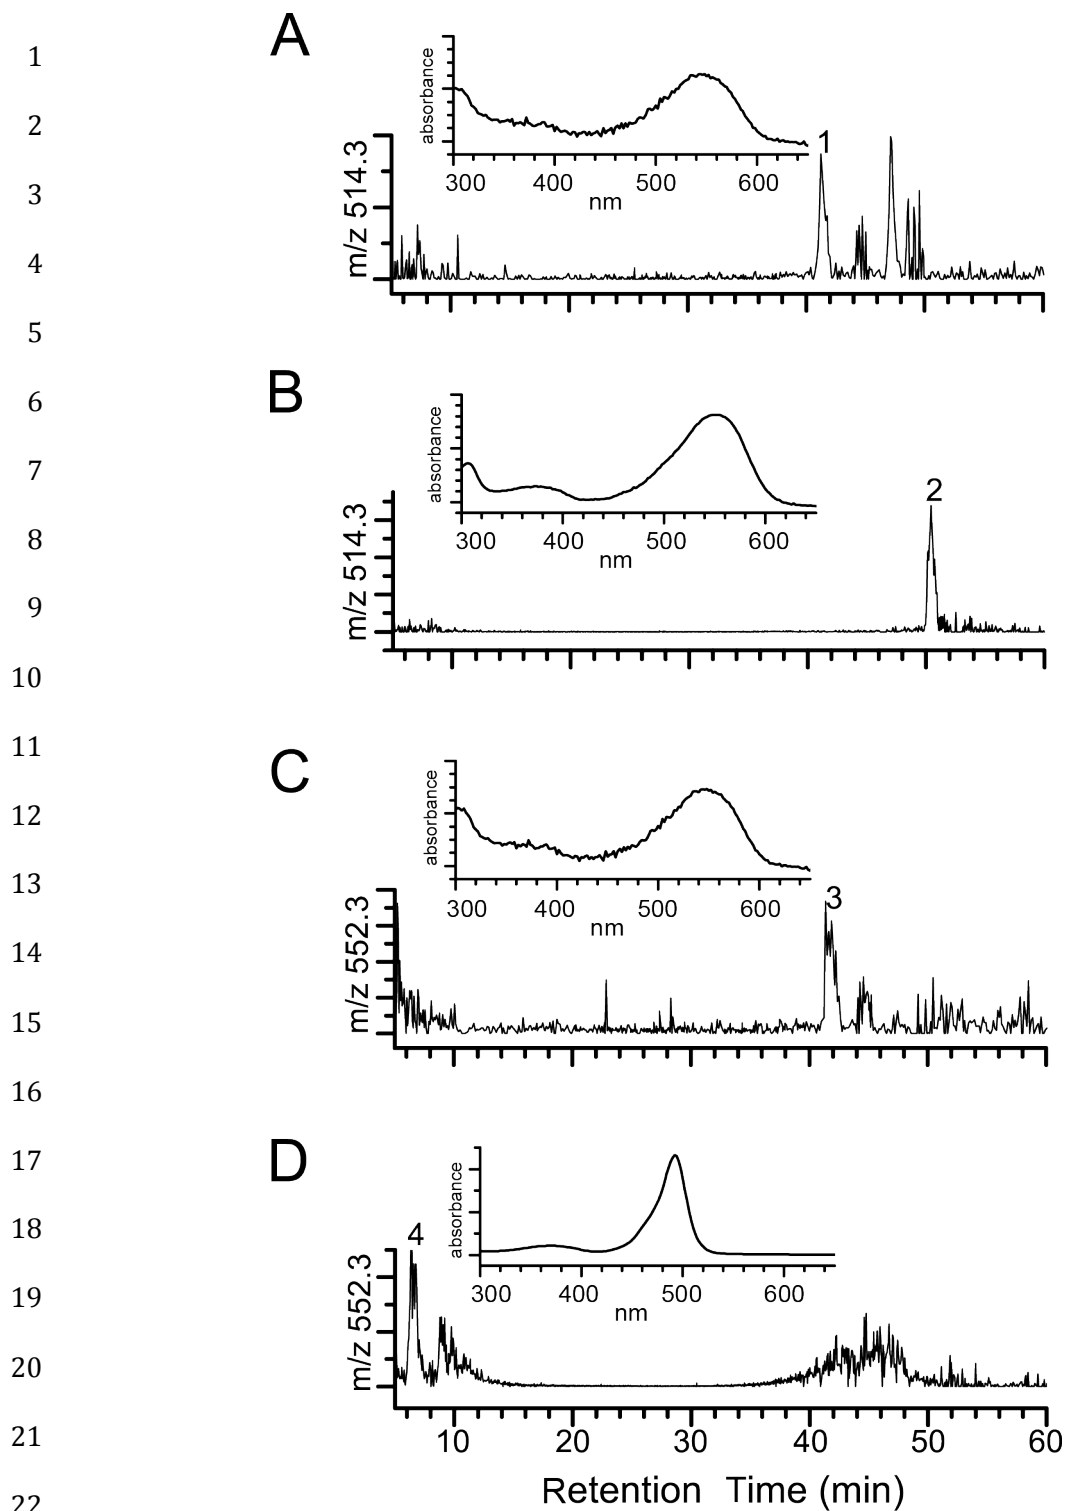 1
2
3
4
5
6
7
8
9
10
11
12
13
14
15
16
17
18
19
20
21
22
A
absorbance
300 400 500 600
nm
m/z 514.3
1
B
absorbance
300 400 500 600
nm
m/z 514.3
2
C
absorbance
300 400 500 600
nm
m/z 552.3
3
D
absorbance
300 400 500 600
nm
m/z 552.3
4
10 20 30 40 50 60
Retention Time (min)